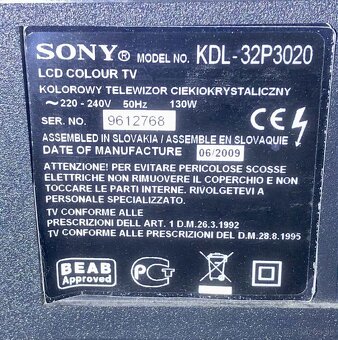 SONY® MODEL NO. KDL-32P3020
LCD COLOUR TV
KOLOROWY TELEWIZOR CIEKIOKRYSTALICZNY
~220 - 240V 50Hz 130W
SER. NO. 9612768
CE
ASSEMBLED IN SLOVAKIA / ASSEMBLE EN SLOVAQUIE
DATE OF MANUFACTURE 06/2009
ATTENZIONE! PER EVITARE PERICOLOSE SCOSSE
ELETTRICHE NON RIMUOVERE IL COPERCHIO E NON
TOCCARE LE PARTI INTERNE. RIVOLGETEVI A
PERSONALE SPECIALIZZATO.
TV CONFORME ALLE
PRESCRIZIONI DELL ART. 1 D.M.26.3.1992
TV CONFORME ALLE PRESCRIZIONI DEL D.M.28.8.1995
BEAB
Approved